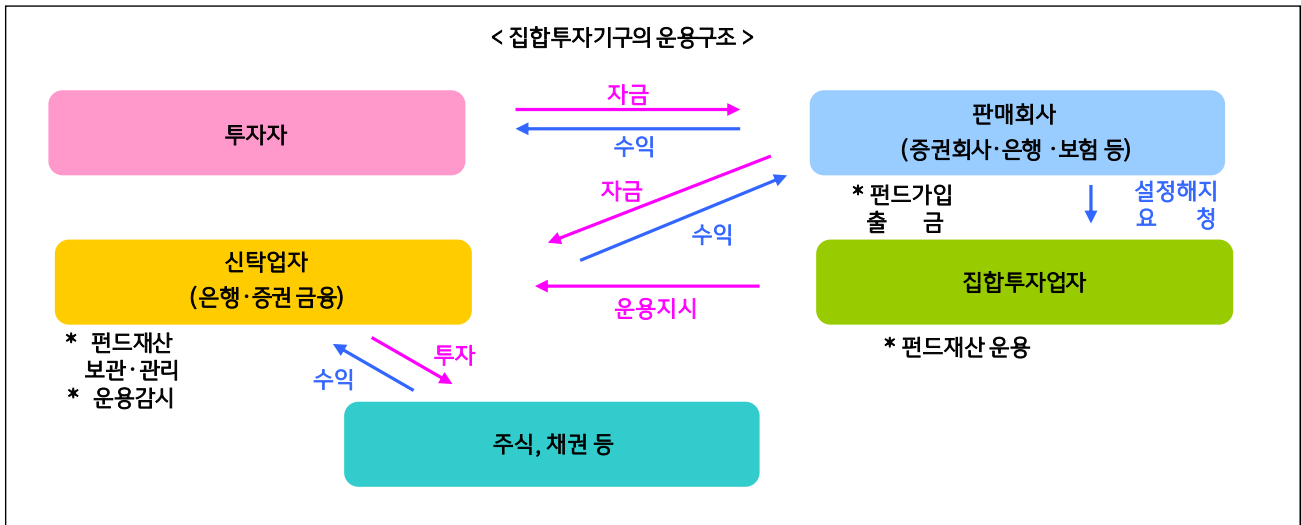 < 집합투자기구의 운용구조 >
투자자
자금
수익
판매회사
(증권회사·은행 ·보험 등)
자금
수익
* 펀드가입
출 금
설정해지
요 청
신탁업자
(은행·증권 금융)
운용지시
집합투자업자
* 펀드재산
보관·관리
* 운용감시
* 펀드재산 운용
투자
수익
주식, 채권 등